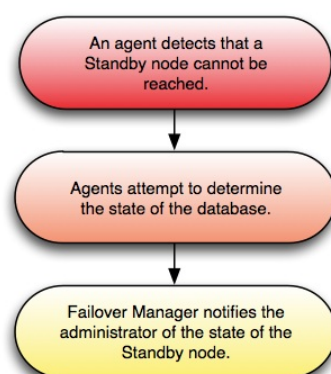 An agent detects that a
Standby node cannot be
reached.
Agents attempt to determine
the state of the database.
Failover Manager notifies the
administrator of the state of the
Standby node.